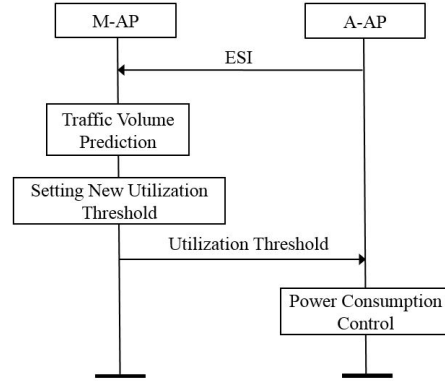 M-AP
A-AP
ESI
Traffic Volume
Prediction
Setting New Utilization
Threshold
Utilization Threshold
Power Consumption
Control